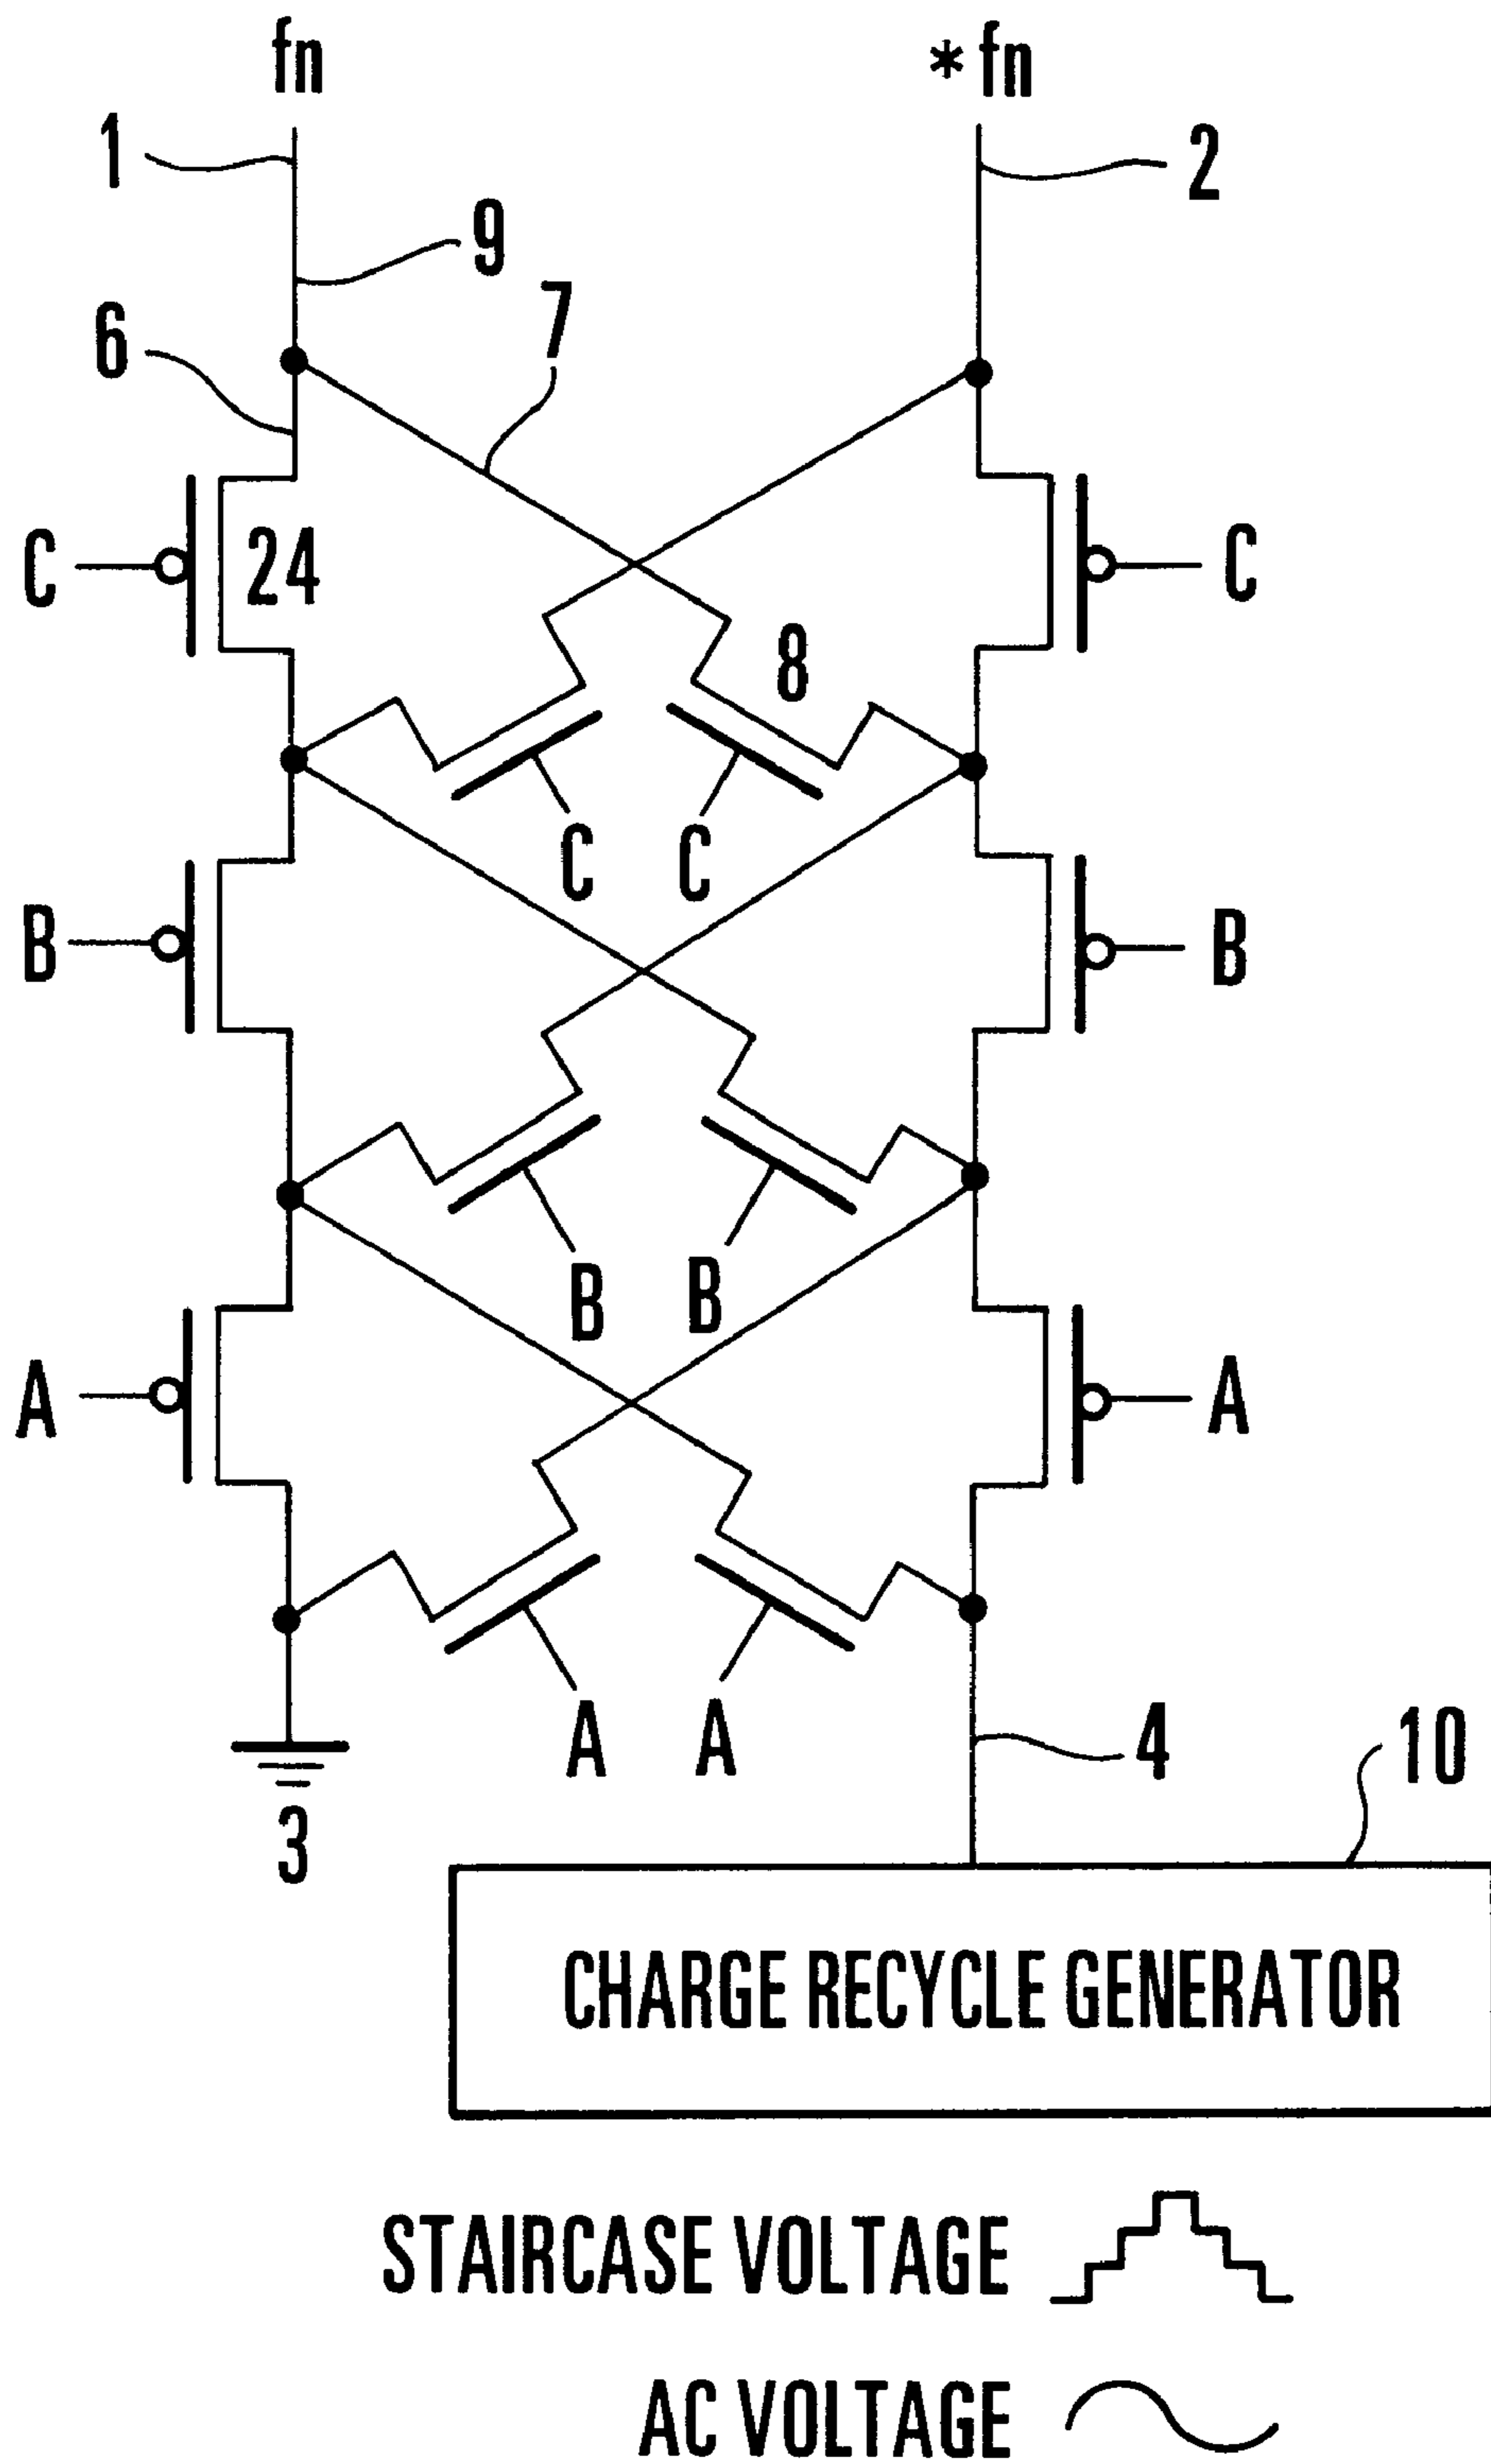 fn
* fn
1
2
9
7
6
C
24
C
8
C
C
B
B
B
B
A
A
A
A
4
10
3
CHARGE RECYCLE GENERATOR
STAIRCASE VOLTAGE
AC VOLTAGE